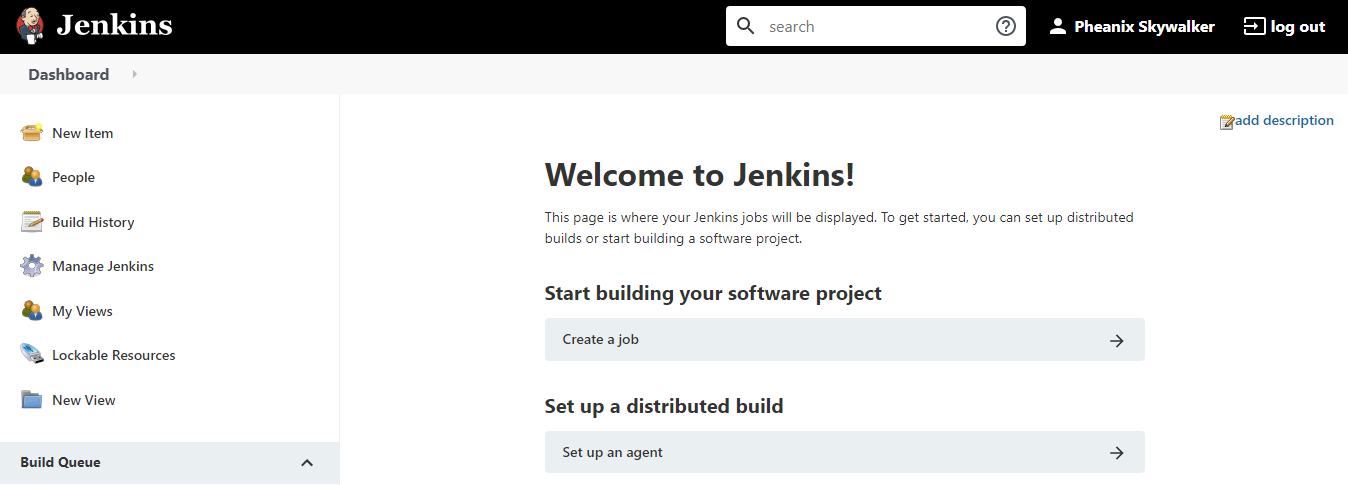 Jenkins
search
Pheanix Skywalker
log out
Dashboard
New Item
People
Build History
Manage Jenkins
My Views
Lockable Resources
New View
Build Queue
add description
Welcome to Jenkins!
This page is where your Jenkins jobs will be displayed. To get started, you can set up distributed
builds or start building a software project.
Start building your software project
Create a job
Set up a distributed build
Set up an agent